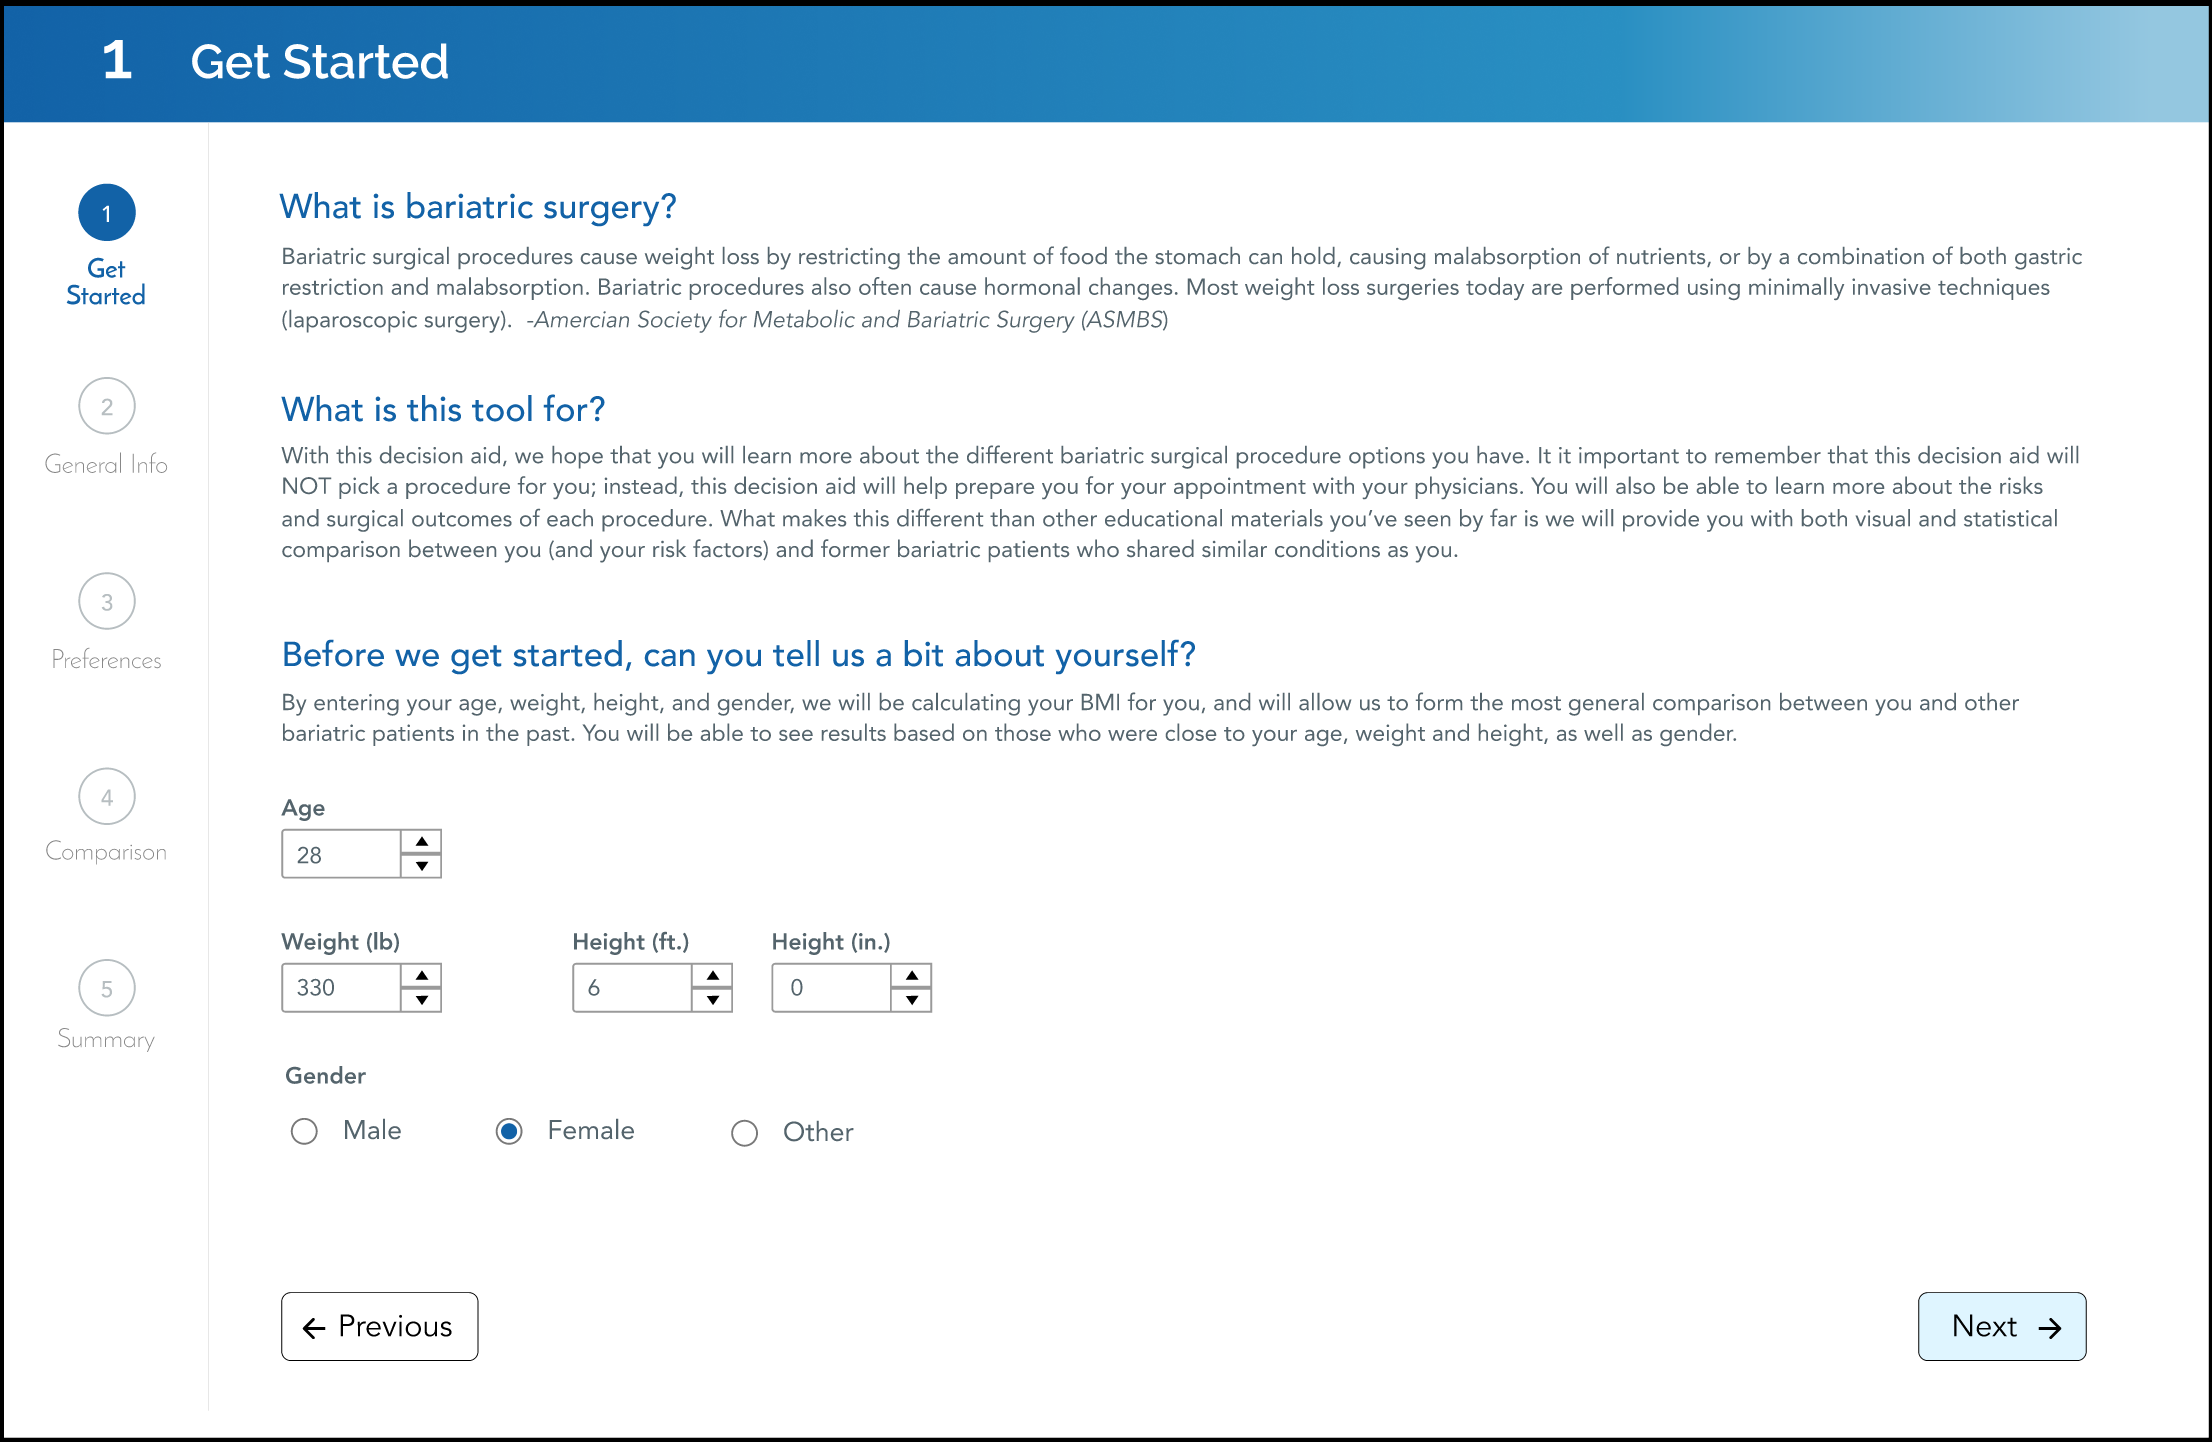 1 Get Started
1
Get
Started
2
General Info
3
Preferences
4
Comparison
5
Summary
What is bariatric surgery?
Bariatric surgical procedures cause weight loss by restricting the amount of food the stomach can hold, causing malabsorption of nutrients, or by a combination of both gastric
restriction and malabsorption. Bariatric procedures also often cause hormonal changes. Most weight loss surgeries today are performed using minimally invasive techniques
(laparoscopic surgery). -Amercian Society for Metabolic and Bariatric Surgery (ASMBS)
What is this tool for?
With this decision aid, we hope that you will learn more about the different bariatric surgical procedure options you have. It it important to remember that this decision aid will
NOT pick a procedure for you; instead, this decision aid will help prepare you for your appointment with your physicians. You will also be able to learn more about the risks
and surgical outcomes of each procedure. What makes this different than other educational materials you’ve seen by far is we will provide you with both visual and statistical
comparison between you (and your risk factors) and former bariatric patients who shared similar conditions as you.
Before we get started, can you tell us a bit about yourself?
By entering your age, weight, height, and gender, we will be calculating your BMI for you, and will allow us to form the most general comparison between you and other
bariatric patients in the past. You will be able to see results based on those who were close to your age, weight and height, as well as gender.
Age
28
Weight (lb) Height (ft.) Height (in.)
330 6 0
Gender
Male Female Other
← Previous Next →